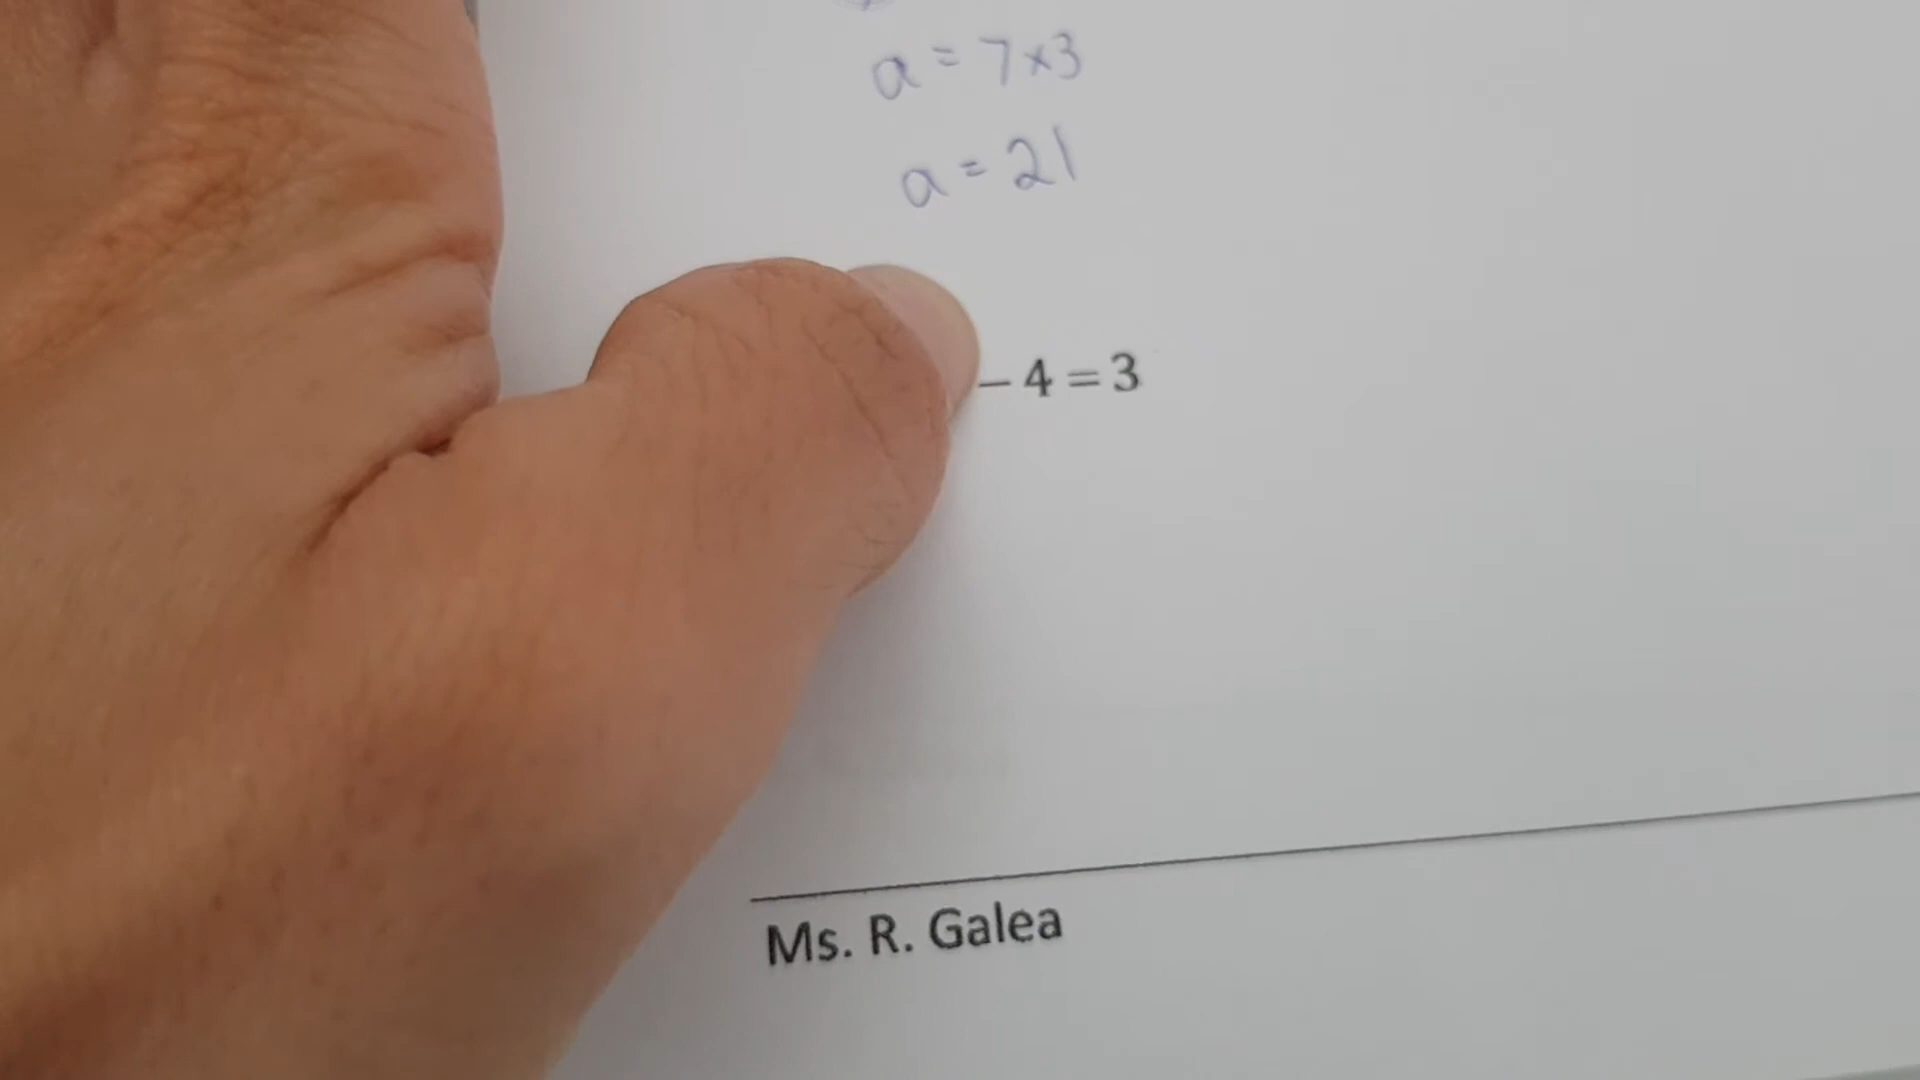 a = 7×3
a = 21
– 4 = 3
Ms. R. Galea